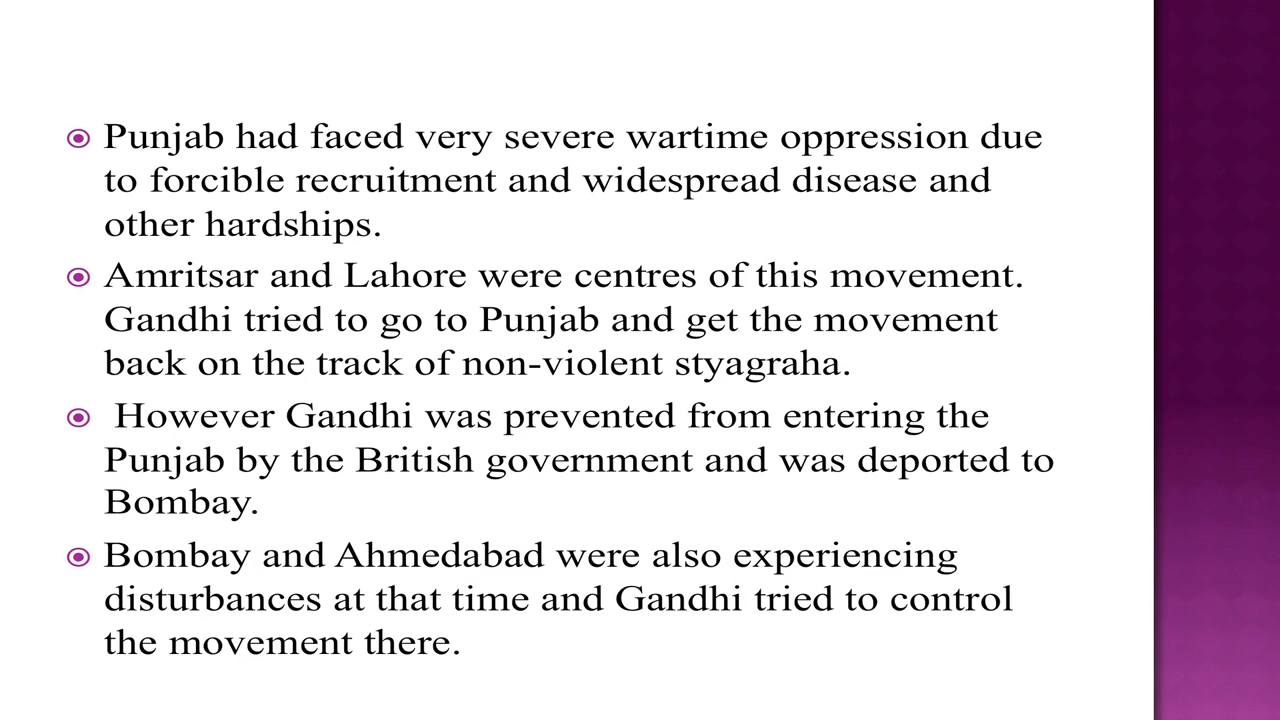 Punjab had faced very severe wartime oppression due
to forcible recruitment and widespread disease and
other hardships.
Amritsar and Lahore were centres of this movement.
Gandhi tried to go to Punjab and get the movement
back on the track of non-violent styagraha.
However Gandhi was prevented from entering the
Punjab by the British government and was deported to
Bombay.
Bombay and Ahmedabad were also experiencing
disturbances at that time and Gandhi tried to control
the movement there.